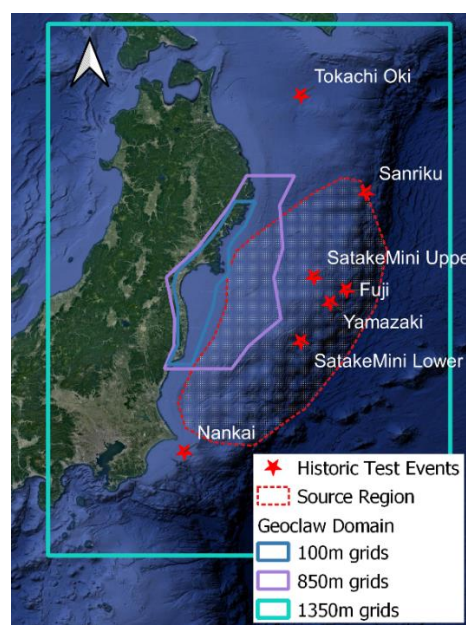 Tokachi Oki
Sanriku
SatakeMini Upper
Fuji
Yamazaki
SatakeMini Lower
Nankai
Historic Test Events
Source Region
Geoclaw Domain
100m grids
850m grids
1350m grids